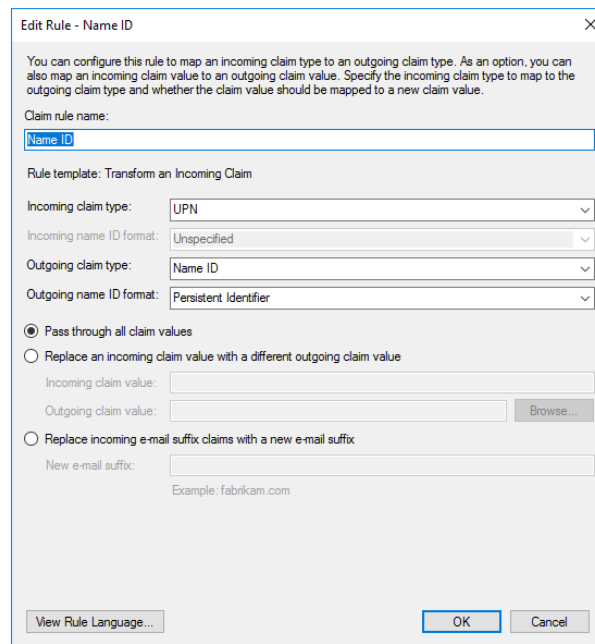 Edit Rule - Name ID
You can configure this rule to map an incoming claim type to an outgoing claim type. As an option, you can
also map an incoming claim value to an outgoing claim value. Specify the incoming claim type to map to the
outgoing claim type and whether the claim value should be mapped to a new claim value.
Claim rule name:
Name ID
Rule template: Transform an Incoming Claim
Incoming claim type: UPN
Incoming name ID format: Unspecified
Outgoing claim type: Name ID
Outgoing name ID format: Persistent Identifier
Pass through all claim values
Replace an incoming claim value with a different outgoing claim value
Incoming claim value:
Outgoing claim value: Browse...
Replace incoming e-mail suffix claims with a new e-mail suffix
New e-mail suffix:
Example: fabrikam.com
View Rule Language... OK Cancel